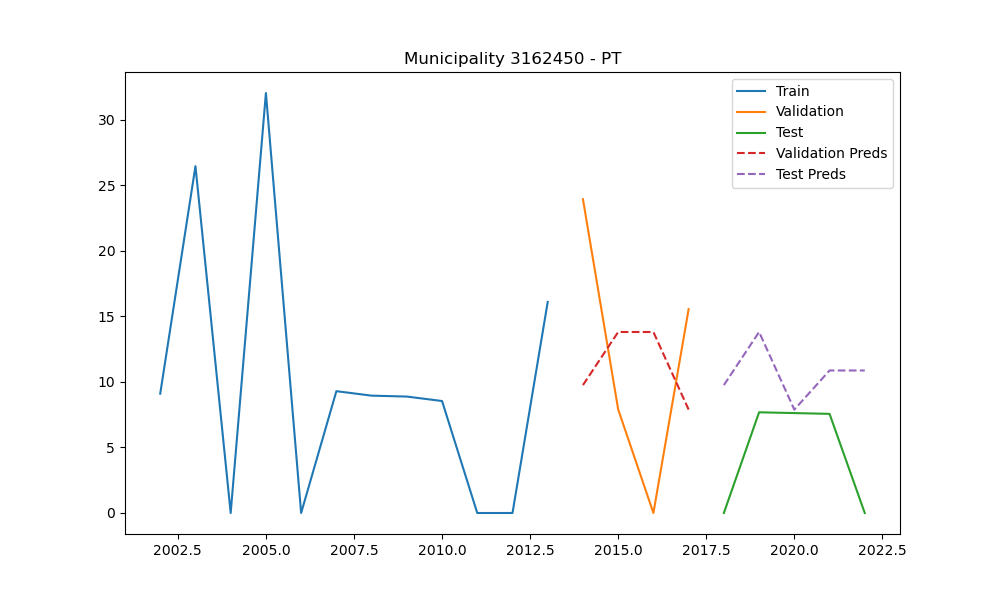 Municipality 3162450 - PT
Train
Validation
Test
Validation Preds
Test Preds
30
25
20
15
10
5
0
2002.5 2005.0 2007.5 2010.0 2012.5 2015.0 2017.5 2020.0 2022.5